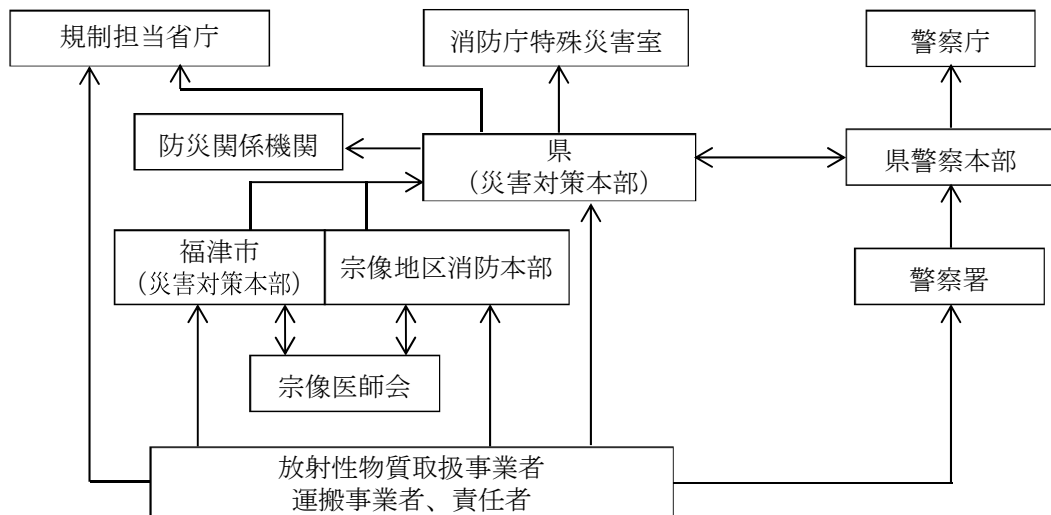 規制担当省庁
消防庁特殊災害室
警察庁
防災関係機関
県
（災害対策本部）
県警察本部
福津市
（災害対策本部）
宗像地区消防本部
警察署
宗像医師会
放射性物質取扱事業者
運搬事業者、責任者